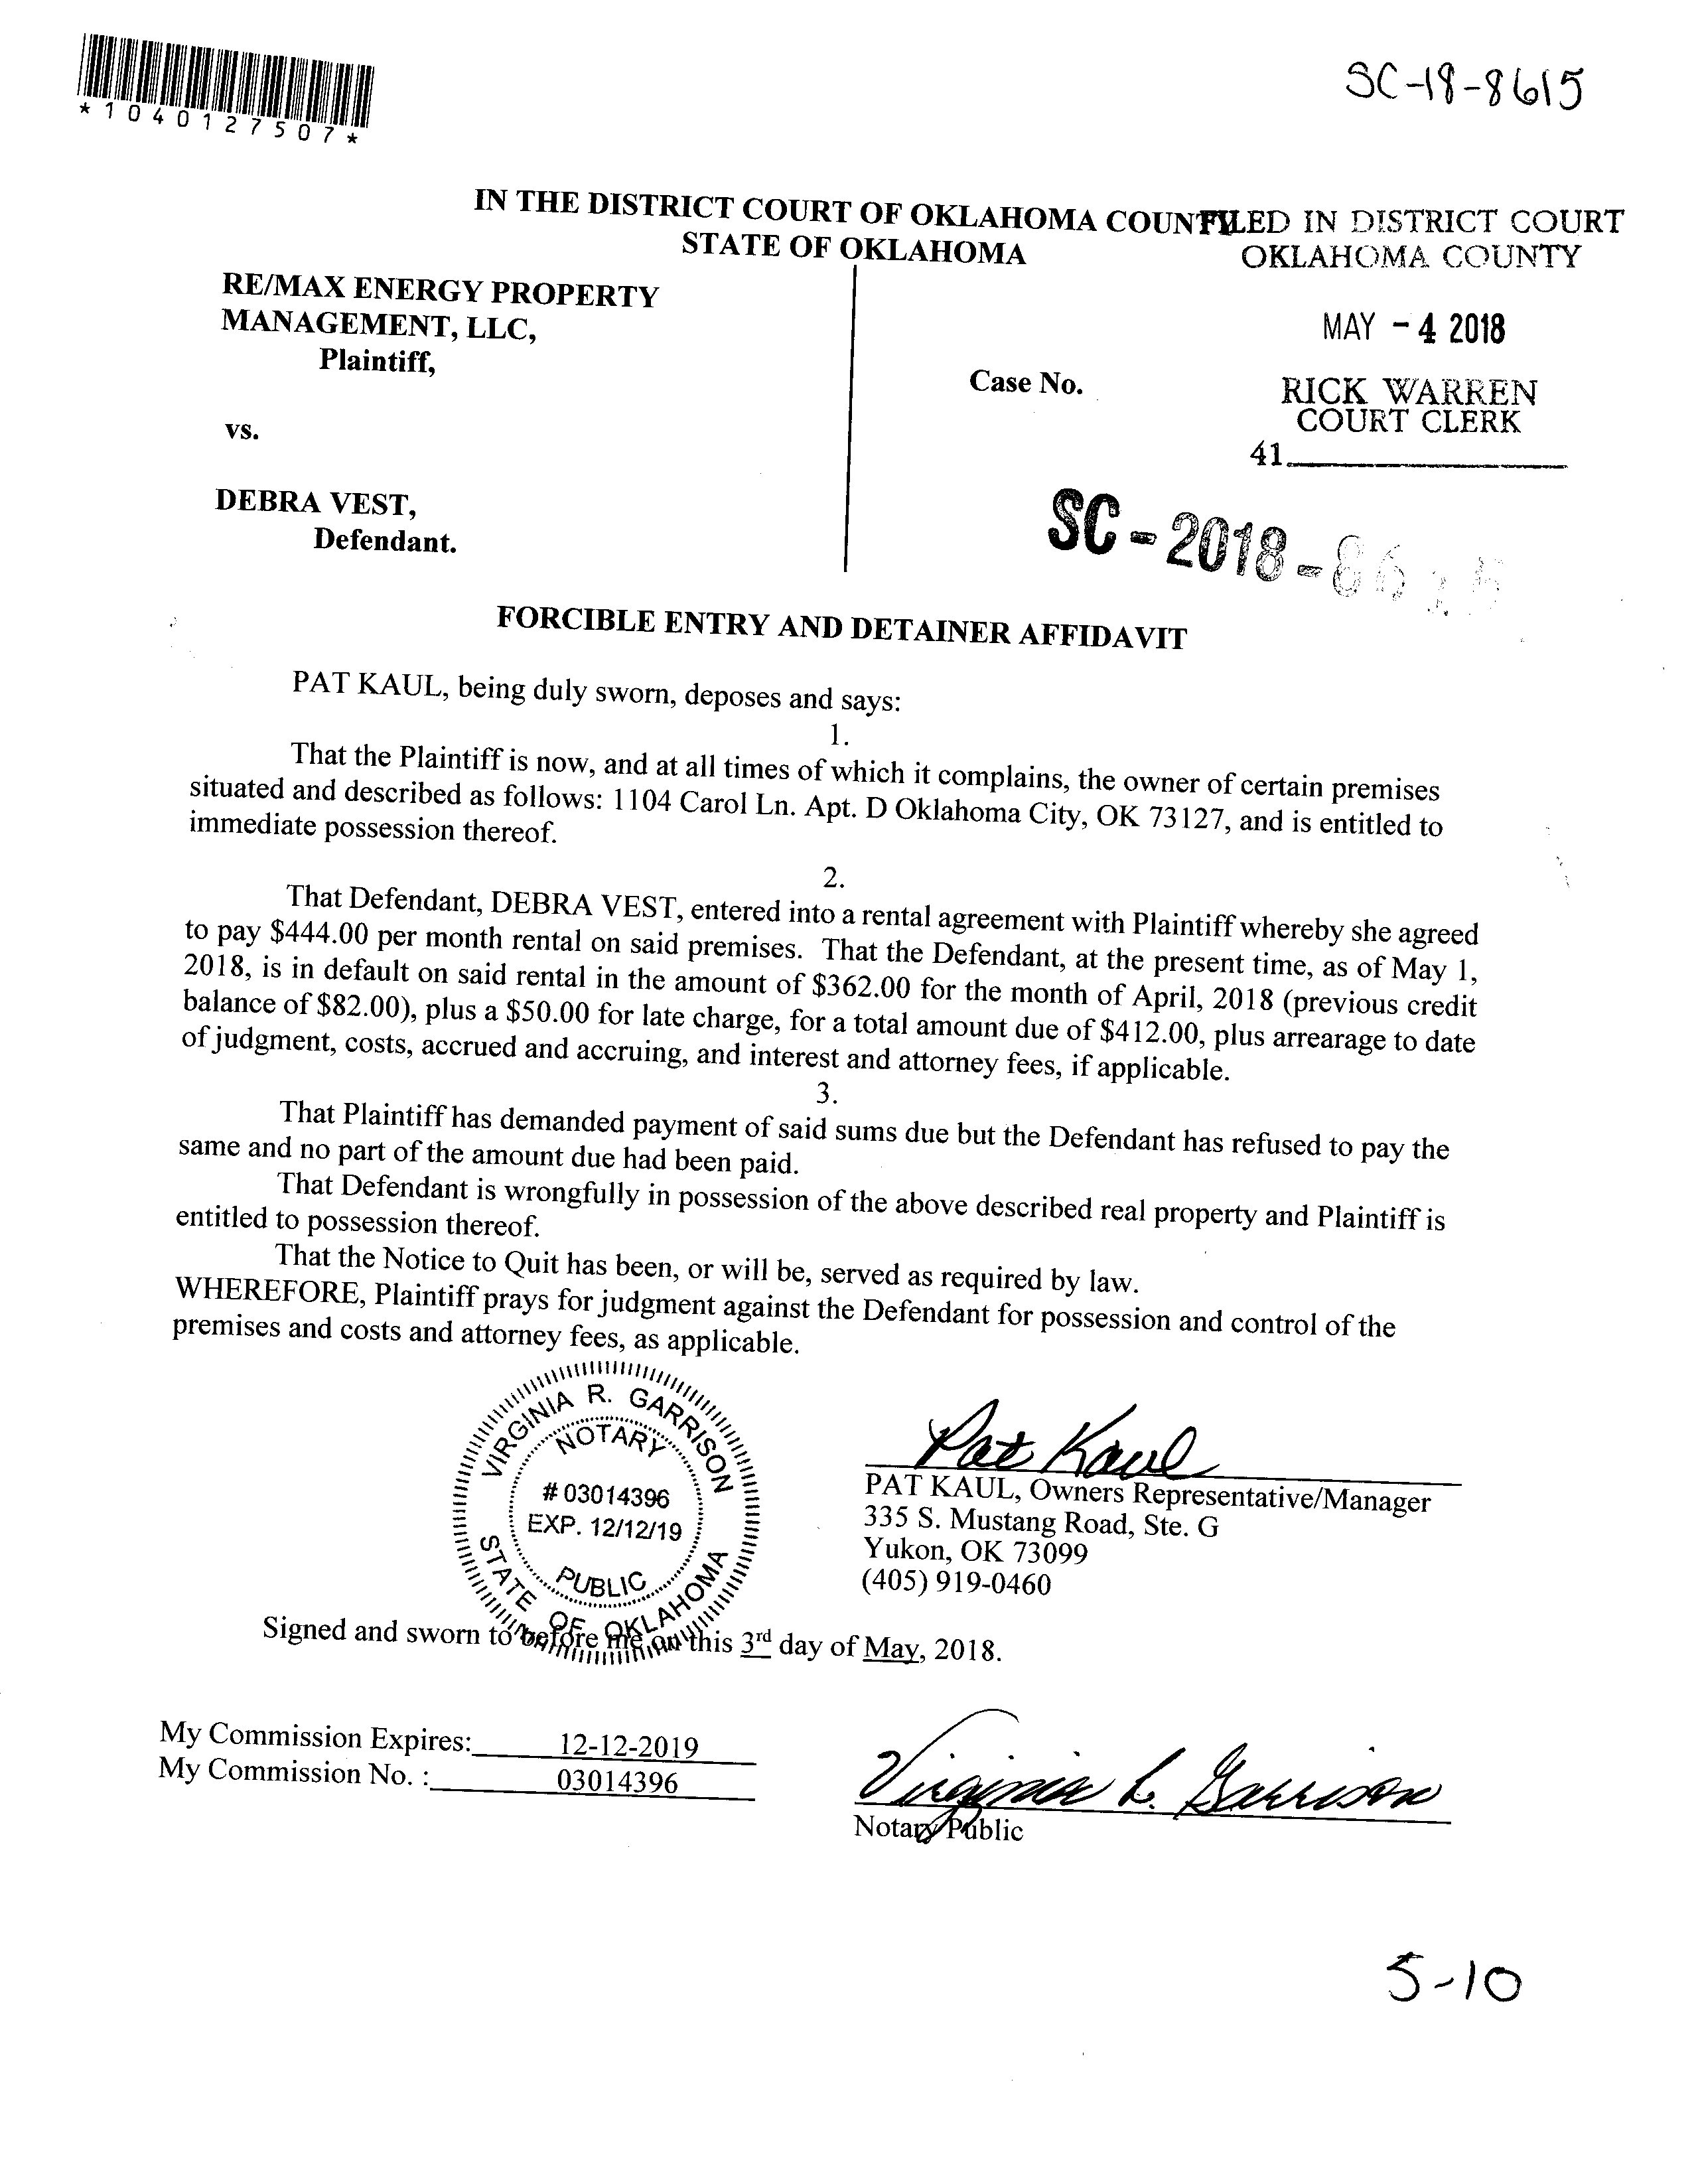 *1040127507*
SC-18-8615
IN THE DISTRICT COURT OF OKLAHOMA COUNTY
STATE OF OKLAHOMA
FILED IN DISTRICT COURT
OKLAHOMA COUNTY
MAY - 4 2018
RICK WARREN
COURT CLERK
41
RE/MAX ENERGY PROPERTY
MANAGEMENT, LLC,
Plaintiff,
Case No.
vs.
SC-2018-8615
DEBRA VEST,
Defendant.
FORCIBLE ENTRY AND DETAINER AFFIDAVIT
PAT KAUL, being duly sworn, deposes and says:
1.
That the Plaintiff is now, and at all times of which it complains, the owner of certain premises
situated and described as follows: 1104 Carol Ln. Apt. D Oklahoma City, OK 73127, and is entitled to
immediate possession thereof.
2.
That Defendant, DEBRA VEST, entered into a rental agreement with Plaintiff whereby she agreed
to pay $444.00 per month rental on said premises. That the Defendant, at the present time, as of May 1,
2018, is in default on said rental in the amount of $362.00 for the month of April, 2018 (previous credit
balance of $82.00), plus a $50.00 for late charge, for a total amount due of $412.00, plus arrearage to date
of judgment, costs, accrued and accruing, and interest and attorney fees, if applicable.
3.
That Plaintiff has demanded payment of said sums due but the Defendant has refused to pay the
same and no part of the amount due had been paid.
That Defendant is wrongfully in possession of the above described real property and Plaintiff is
entitled to possession thereof.
That the Notice to Quit has been, or will be, served as required by law.
WHEREFORE, Plaintiff prays for judgment against the Defendant for possession and control of the
premises and costs and attorney fees, as applicable.
VIRGINIA R. GARRISON
NOTARY
# 03014396
EXP. 12/12/19
PUBLIC
STATE OF OKLAHOMA
Pat Kaul
PAT KAUL, Owners Representative/Manager
335 S. Mustang Road, Ste. G
Yukon, OK 73099
(405) 919-0460
Signed and sworn to before me on this 3rd day of May, 2018.
My Commission Expires: 12-12-2019
My Commission No. : 03014396
Virginia R. Garrison
Notary Public
5-10